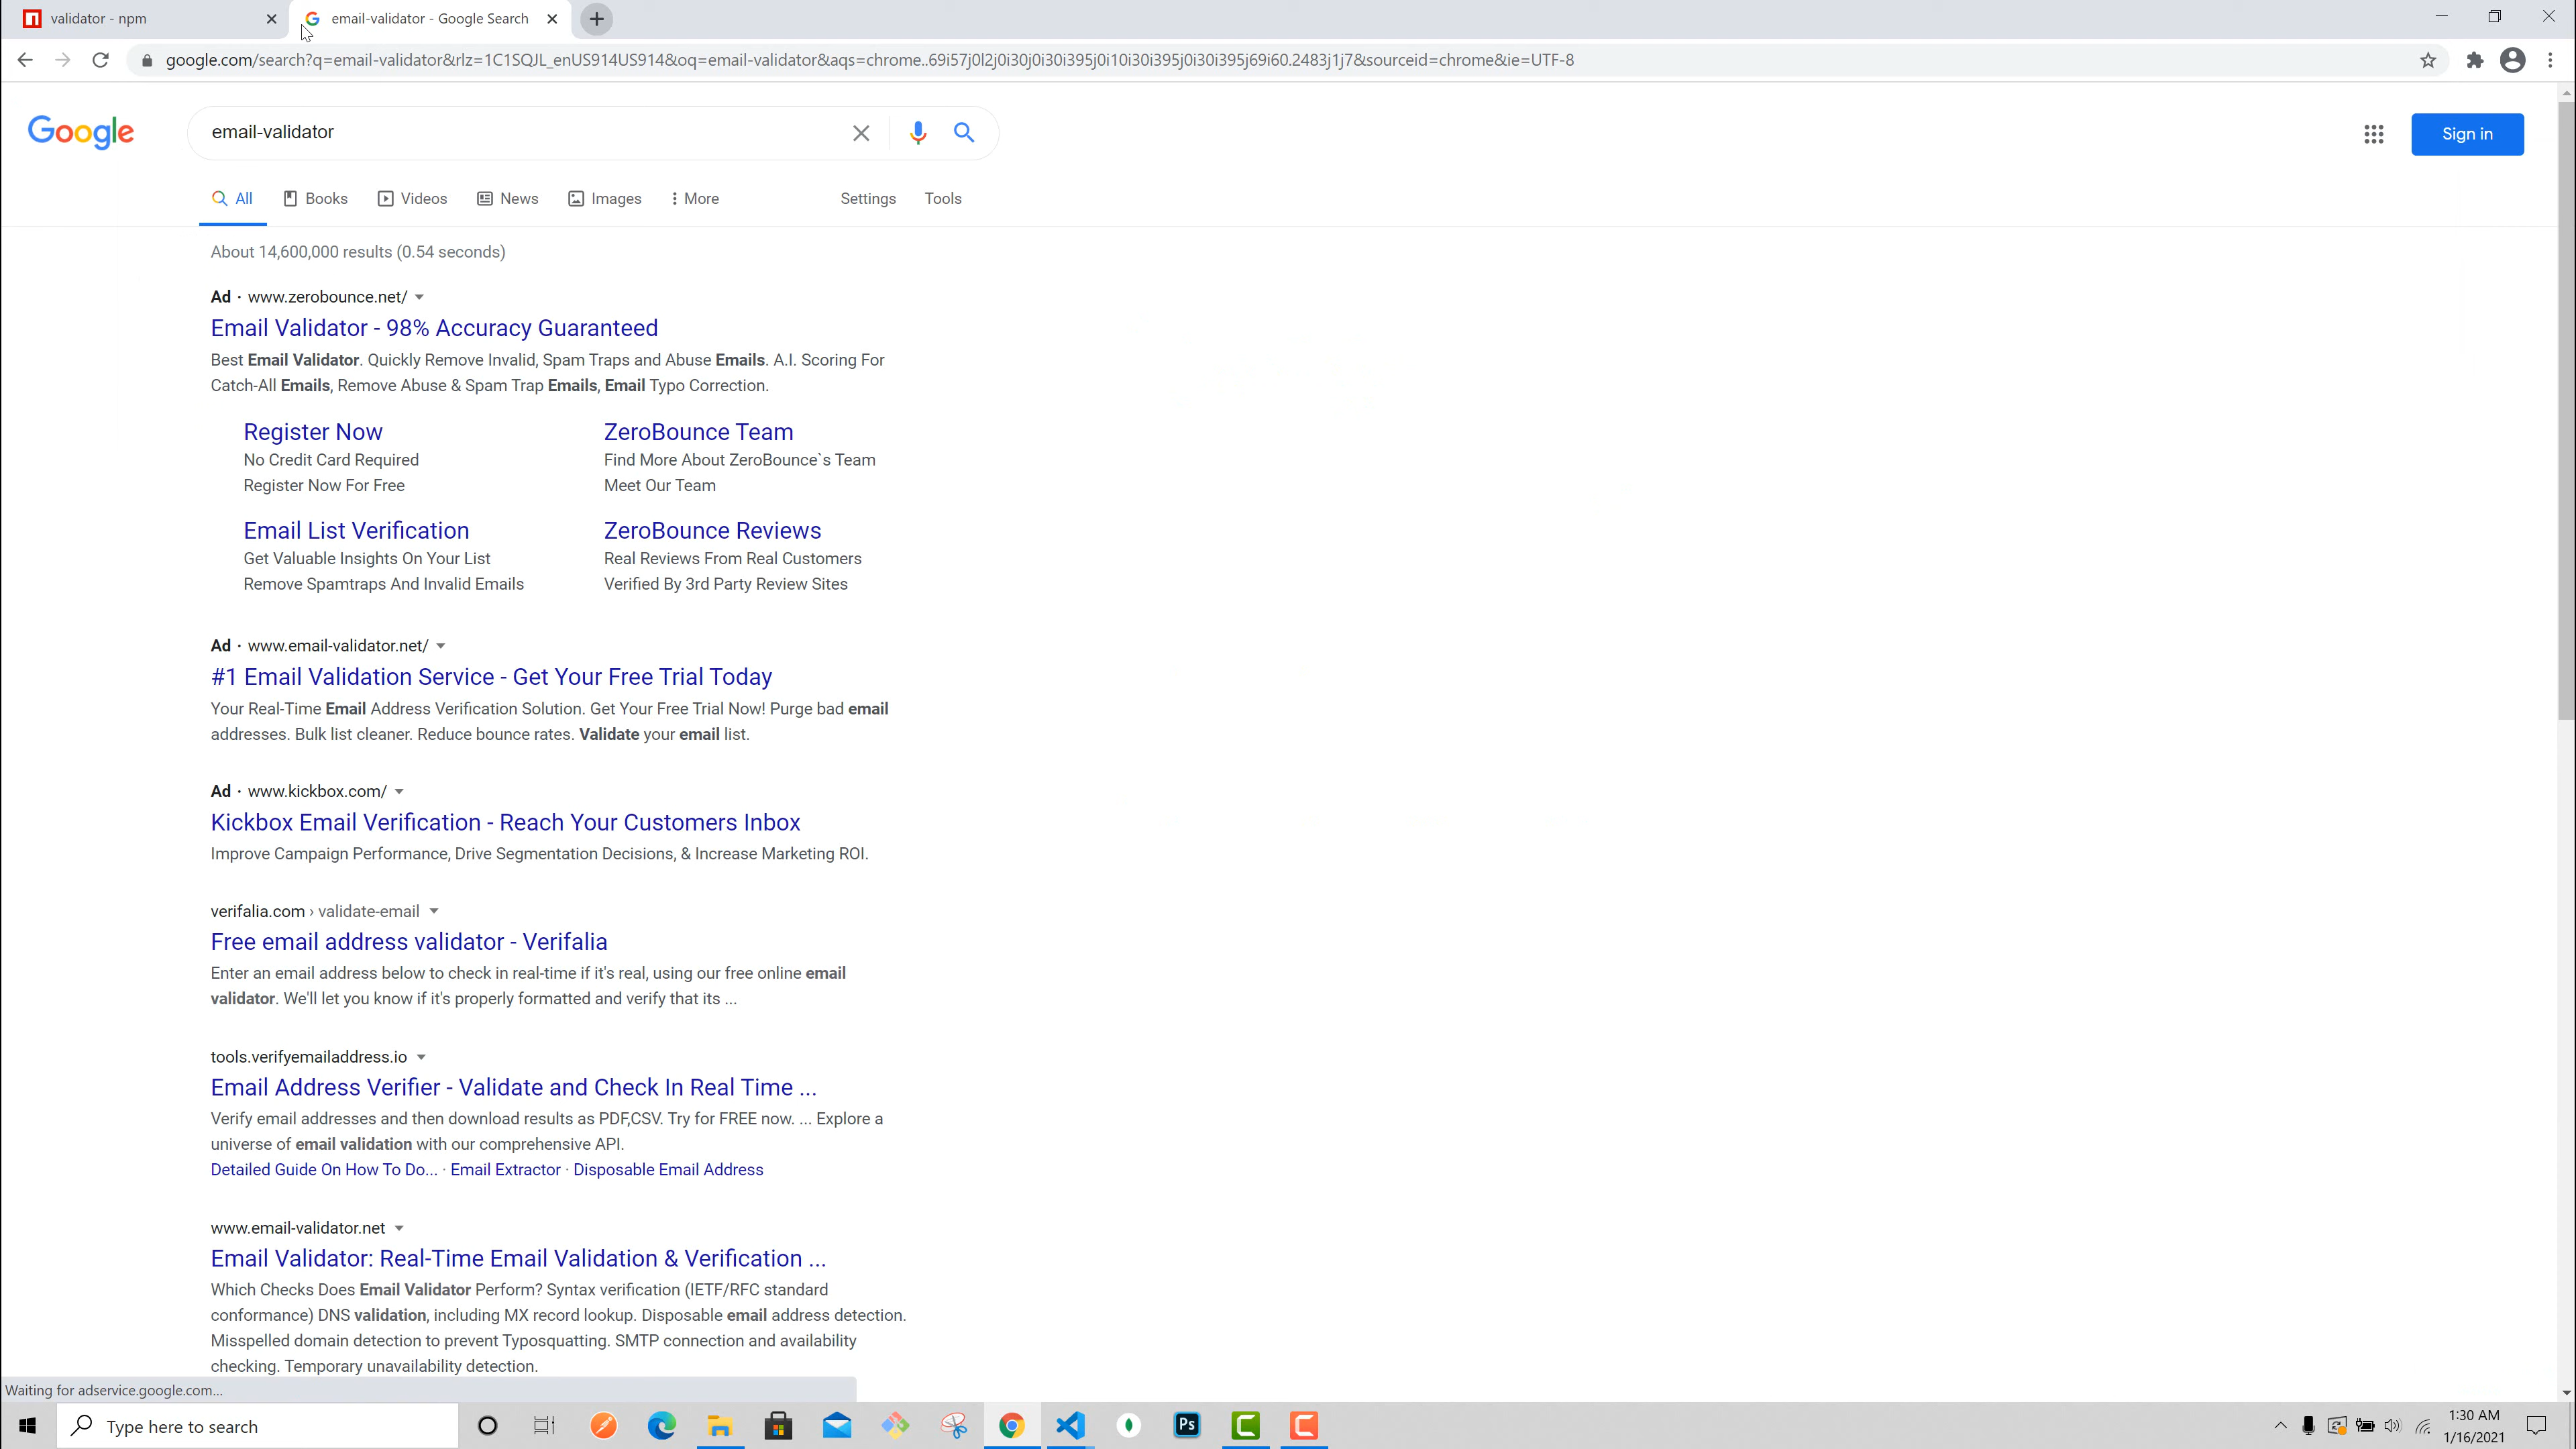 validator - npm
email-validator - Google Search
google.com/search?q=email-validator&rlz=1C1SQJL_enUS914US914&oq=email-validator&aqs=chrome..69i57j0l2j0i30j0i30i395j0i10i30i395j0i30i395j69i60.2483j1j7&sourceid=chrome&ie=UTF-8
Google
email-validator
Sign in
All Books Videos News Images More Settings Tools
About 14,600,000 results (0.54 seconds)
Ad · www.zerobounce.net/
Email Validator - 98% Accuracy Guaranteed
Best Email Validator. Quickly Remove Invalid, Spam Traps and Abuse Emails. A.I. Scoring For
Catch-All Emails, Remove Abuse & Spam Trap Emails, Email Typo Correction.
Register Now
No Credit Card Required
Register Now For Free
ZeroBounce Team
Find More About ZeroBounce`s Team
Meet Our Team
Email List Verification
Get Valuable Insights On Your List
Remove Spamtraps And Invalid Emails
ZeroBounce Reviews
Real Reviews From Real Customers
Verified By 3rd Party Review Sites
Ad · www.email-validator.net/
#1 Email Validation Service - Get Your Free Trial Today
Your Real-Time Email Address Verification Solution. Get Your Free Trial Now! Purge bad email
addresses. Bulk list cleaner. Reduce bounce rates. Validate your email list.
Ad · www.kickbox.com/
Kickbox Email Verification - Reach Your Customers Inbox
Improve Campaign Performance, Drive Segmentation Decisions, & Increase Marketing ROI.
verifalia.com › validate-email
Free email address validator - Verifalia
Enter an email address below to check in real-time if it's real, using our free online email
validator. We'll let you know if it's properly formatted and verify that its ...
tools.verifyemailaddress.io
Email Address Verifier - Validate and Check In Real Time ...
Verify email addresses and then download results as PDF,CSV. Try for FREE now. ... Explore a
universe of email validation with our comprehensive API.
Detailed Guide On How To Do... · Email Extractor · Disposable Email Address
www.email-validator.net
Email Validator: Real-Time Email Validation & Verification ...
Which Checks Does Email Validator Perform? Syntax verification (IETF/RFC standard
conformance) DNS validation, including MX record lookup. Disposable email address detection.
Misspelled domain detection to prevent Typosquatting. SMTP connection and availability
checking. Temporary unavailability detection.
Waiting for adservice.google.com...
Type here to search
Ps
1:30 AM
1/16/2021